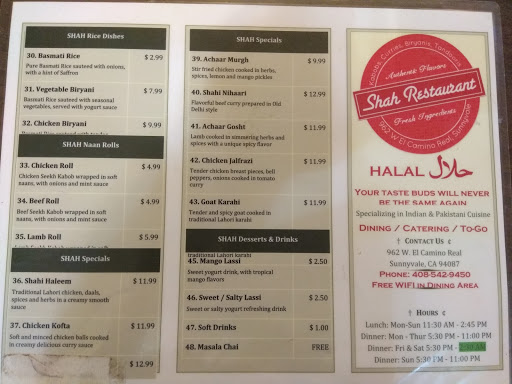 SHAH Rice Dishes
30. Basmati Rice $ 2.99
Pure Basmati Rice sauteed with onions,
with a hint of Saffron
31. Vegetable Biryani $ 7.99
Basmati Rice sauteed with seasonal
vegetables, served with yogurt sauce
32. Chicken Biryani $ 9.99
SHAH Naan Rolls
33. Chicken Roll $ 4.99
Chicken Seekh Kabob wrapped in soft
naans, with onions and mint sauce
34. Beef Roll $ 4.99
Beef Seekh Kabob wrapped in soft
naans, with onions and mint sauce
35. Lamb Roll $ 5.99
SHAH Specials
36. Shahi Haleem $ 11.99
Traditional Lahori chicken, daals,
spices and herbs in a creamy smooth
sauce
37. Chicken Kofta $ 11.99
Soft and minced chicken balls cooked
in creamy delicious curry sauce
$ 12.99
SHAH Specials
39. Achaar Murgh $ 9.99
Stir fried chicken cooked in herbs,
spices, lemon and mango pickles
40. Shahi Nihaari $ 12.99
Flavorful beef curry prepared in Old
Delhi style
41. Achaar Gosht $ 11.99
Lamb cooked in simmering herbs and
spices with a unique spicy flavor
42. Chicken Jalfrazi $ 11.99
Tender chicken breast pieces, bell
peppers, onions cooked in tomato
curry
43. Goat Karahi $ 11.99
Tender and spicy goat cooked in
traditional Lahori karahi
SHAH Desserts & Drinks
traditional Lahori karahi
45. Mango Lassi $ 2.50
Sweet yogurt drink, with tropical
mango flavors
46. Sweet / Salty Lassi $ 2.50
Sweet or salty yogurt refreshing drink
47. Soft Drinks $ 1.00
48. Masala Chai FREE
Kababs, Curries, Biryanis, Tandooris
Authentic Flavors
Shah Restaurant
Fresh Ingredients
962 W. El Camino Real, Sunnyvale
HALAL حلال
YOUR TASTE BUDS WILL NEVER
BE THE SAME AGAIN
Specializing in Indian & Pakistani Cuisine
DINING / CATERING / TO-GO
CONTACT US
962 W. El Camino Real
Sunnyvale, CA 94087
PHONE: 408-542-9450
FREE WIFI IN DINING AREA
HOURS
Lunch: Mon-Sun 11:30 AM - 2:45 PM
Dinner: Mon - Thur 5:30 PM - 11:00 PM
Dinner: Fri & Sat 5:30 PM - 2:30 AM
Dinner: Sun 5:30 PM - 11:00 PM